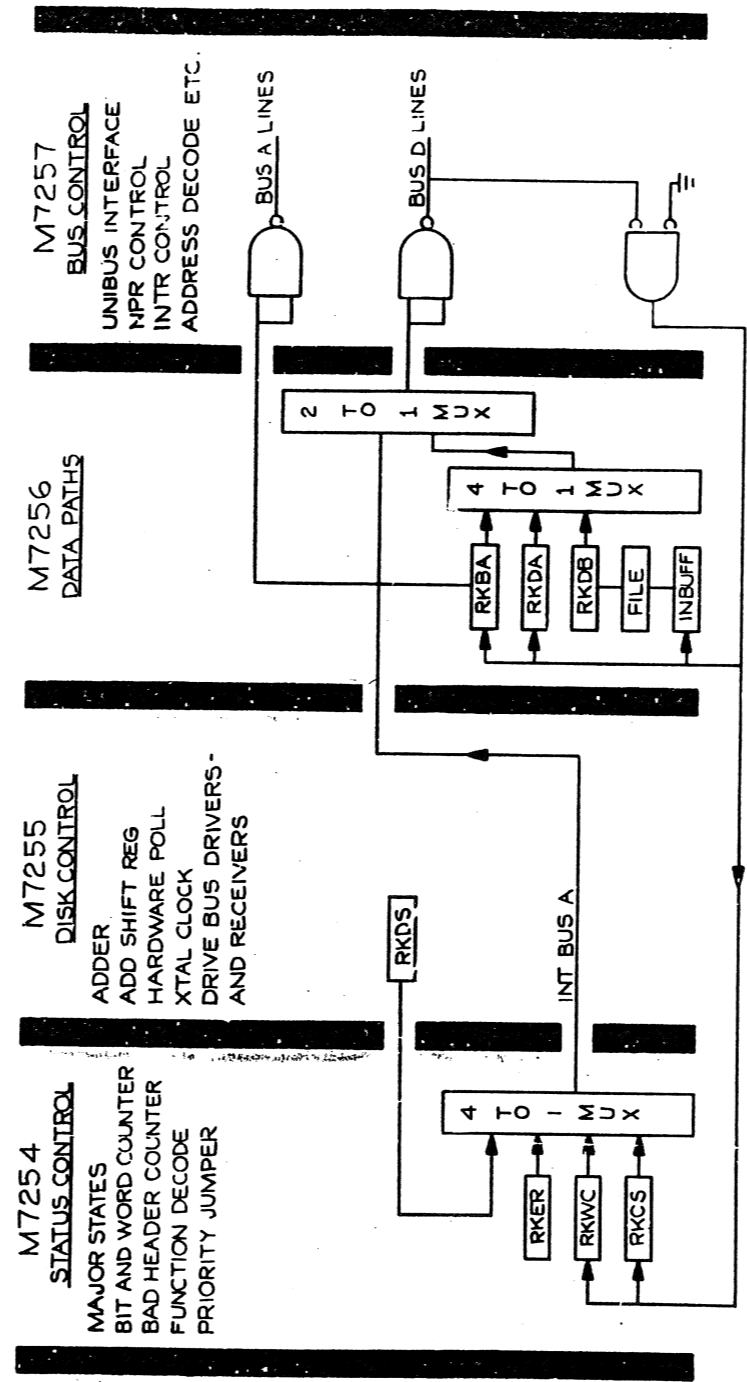 M7254
STATUS CONTROL
MAJOR STATES
BIT AND WORD COUNTER
BAD HEADER COUNTER
FUNCTION DECODE
PRIORITY JUMPER
M7255
DISK CONTROL
ADDER
ADD SHIFT REG
HARDWARE POLL
XTAL CLOCK
DRIVE BUS DRIVERS-
AND RECEIVERS
M7256
DATA PATHS
M7257
BUS CONTROL
UNIBUS INTERFACE
NPR CONTROL
INTR CONTROL
ADDRESS DECODE ETC.
BUS A LINES
BUS D LINES
2 TO 1 MUX
4 TO 1 MUX
RKBA
RKDA
RKDB
FILE
INBUFF
RKDS
INT BUS A
4 TO 1 MUX
RKER
RKWC
RKCS